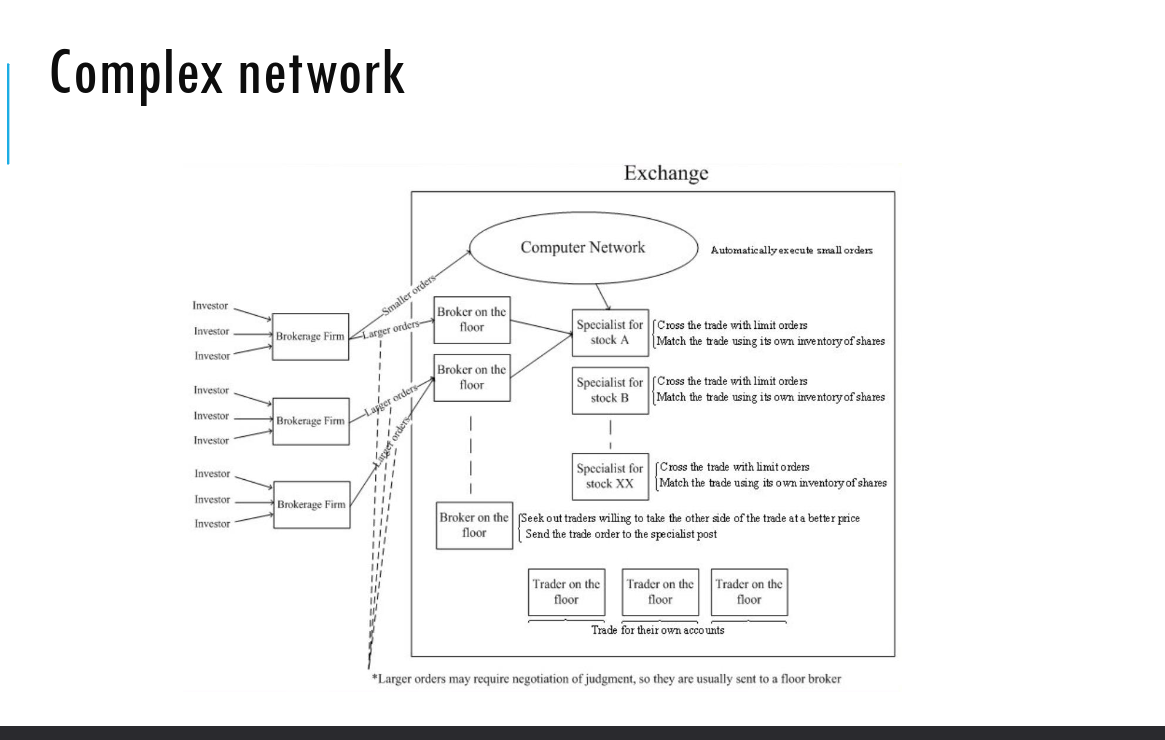 Complex network
Exchange
Computer Network
Automatically execute small orders
Smaller orders
Investor
Investor
Investor
Brokerage Firm
Larger orders
Broker on the
floor
Specialist for
stock A
Cross the trade with limit orders
Match the trade using its own inventory of shares
Broker on the
floor
Specialist for
stock B
Cross the trade with limit orders
Match the trade using its own inventory of shares
Investor
Investor
Investor
Brokerage Firm
Larger orders
Larger orders
Specialist for
stock XX
Cross the trade with limit orders
Match the trade using its own inventory of shares
Investor
Investor
Investor
Brokerage Firm
Broker on the
floor
Seek out traders willing to take the other side of the trade at a better price
Send the trade order to the specialist post
Trader on the
floor
Trader on the
floor
Trader on the
floor
Trade for their own accounts
*Larger orders may require negotiation of judgment, so they are usually sent to a floor broker